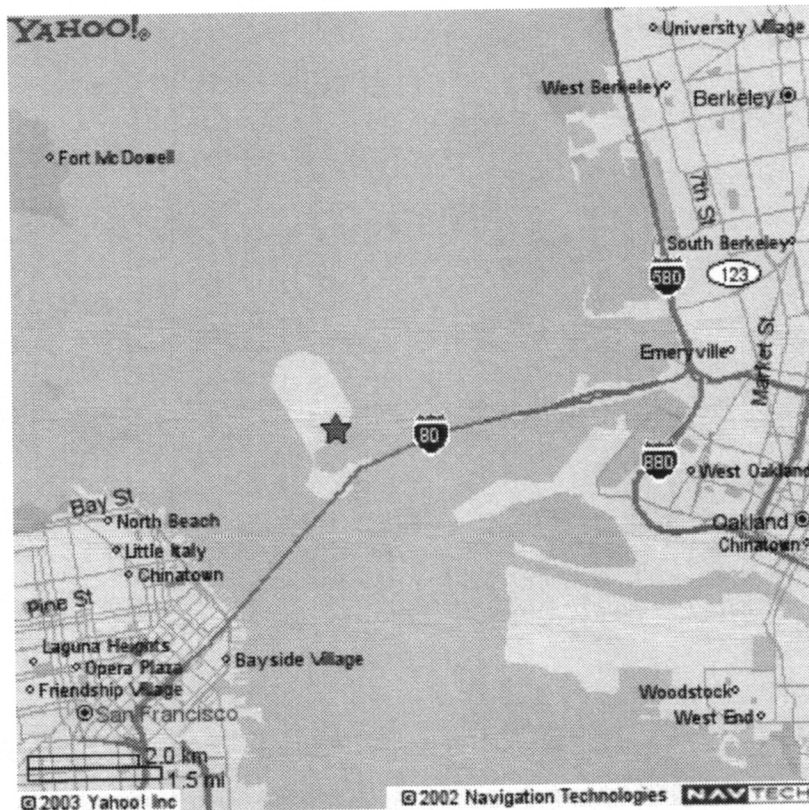 YAHOO!
University Village
West Berkeley
Berkeley
Fort McDowell
7th St
South Berkeley
580
123
Emeryville
Market St
80
880
West Oakland
Bay St
North Beach
Oakland
Little Italy
Chinatown
Chinatown
Pine St
Laguna Heights
Opera Plaza
Bayside Village
Friendship Village
Woodstock
San Francisco
West End
2.0 km
1.5 mi
©2003 Yahoo! Inc
©2002 Navigation Technologies NAVTECH